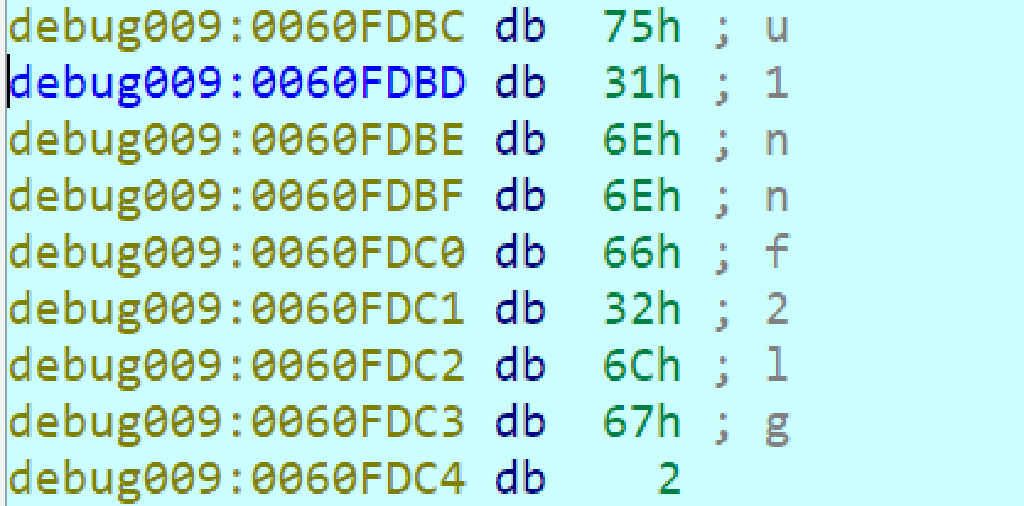 debug009:0060FDBC db 75h ; u
debug009:0060FDBD db 31h ; 1
debug009:0060FDBE db 6Eh ; n
debug009:0060FDBF db 6Eh ; n
debug009:0060FDC0 db 66h ; f
debug009:0060FDC1 db 32h ; 2
debug009:0060FDC2 db 6Ch ; l
debug009:0060FDC3 db 67h ; g
debug009:0060FDC4 db 2